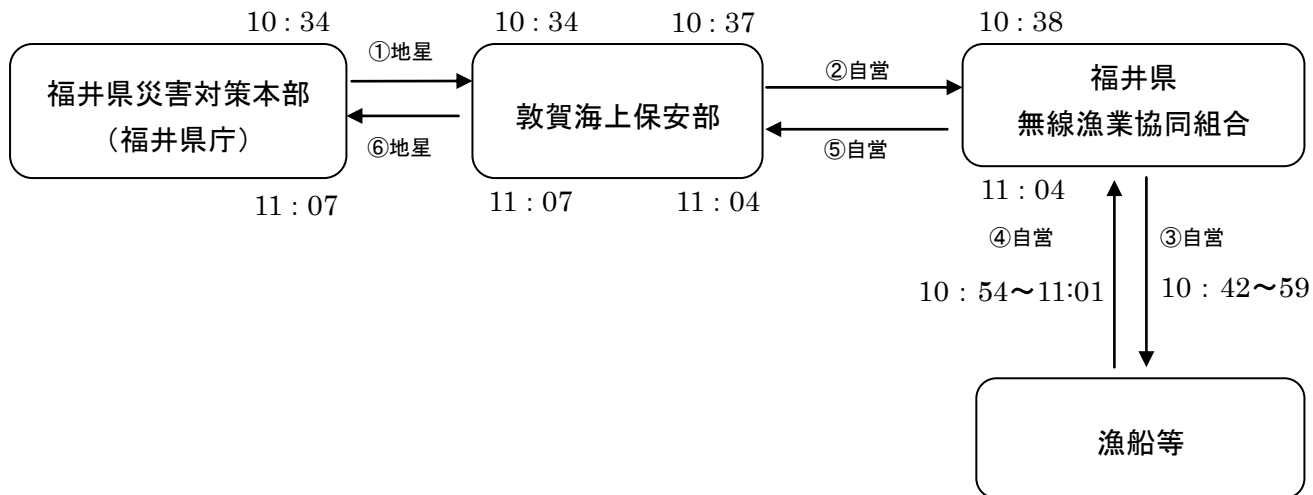 10 : 34
10 : 34
10 : 37
10 : 38
①地星
②自営
福井県災害対策本部
（福井県庁）
敦賀海上保安部
福井県
無線漁業協同組合
⑥地星
⑤自営
11 : 07
11 : 07
11 : 04
11 : 04
④自営
③自営
10 : 54～11:01
10 : 42～59
漁船等